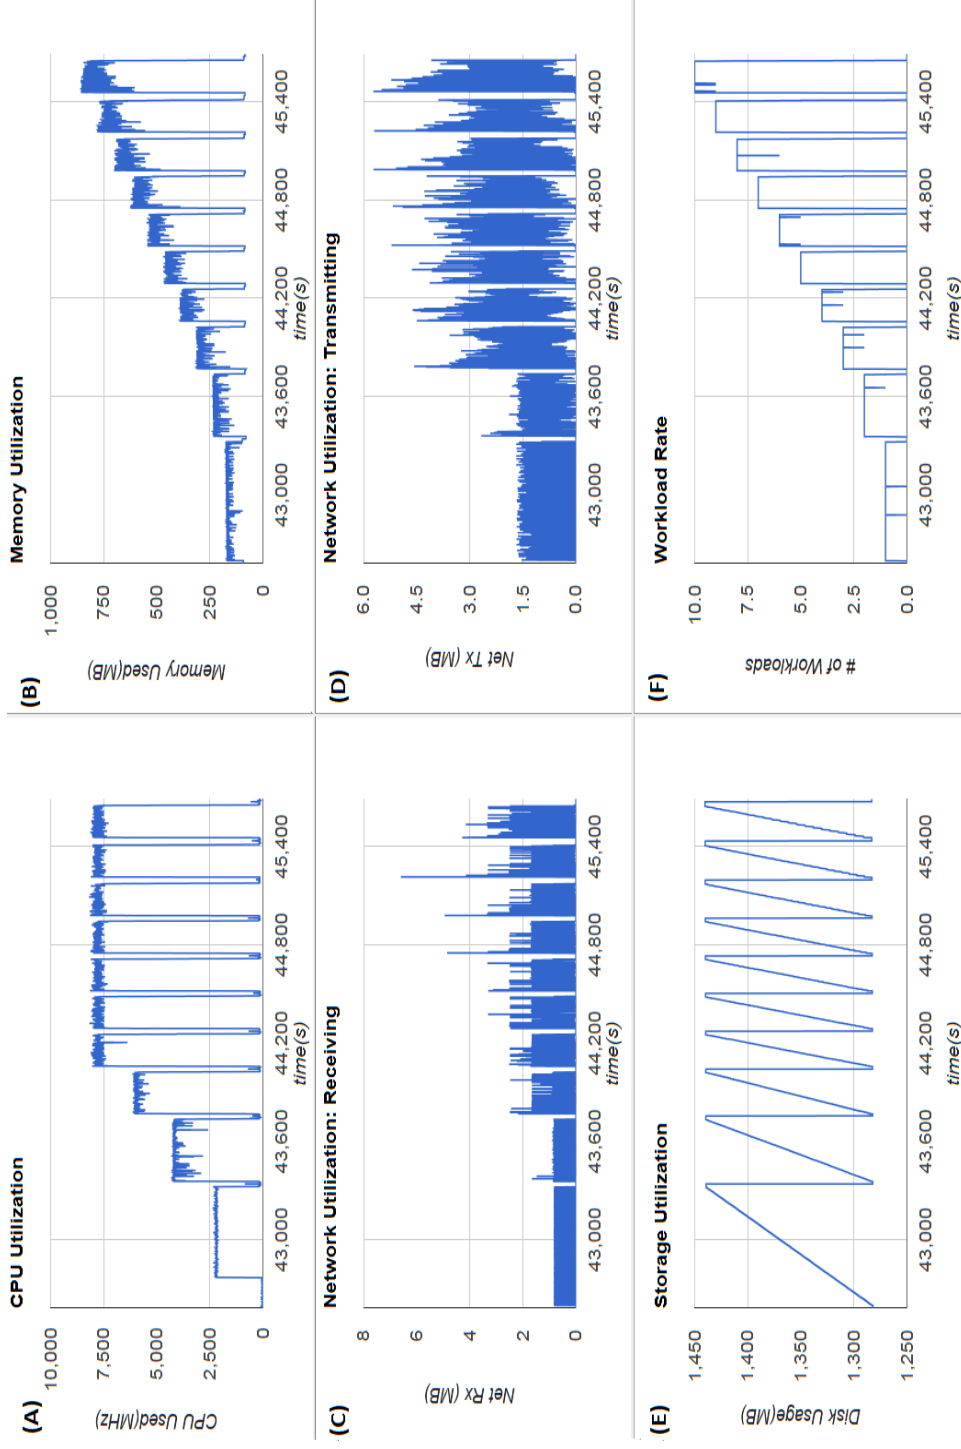 (A)
CPU Utilization
CPU Used(MHz)
10,000
7,500
5,000
2,500
0
43,000
43,600
44,200
44,800
45,400
time(s)
(B)
Memory Utilization
Memory Used(MB)
1,000
750
500
250
0
43,000
43,600
44,200
44,800
45,400
time(s)
(C)
Network Utilization: Receiving
Net Rx (MB)
8
6
4
2
0
43,000
43,600
44,200
44,800
45,400
time(s)
(D)
Network Utilization: Transmitting
Net Tx (MB)
6.0
4.5
3.0
1.5
0.0
43,000
43,600
44,200
44,800
45,400
time(s)
(E)
Storage Utilization
Disk Usage(MB)
1,450
1,400
1,350
1,300
1,250
43,000
43,600
44,200
44,800
45,400
time(s)
(F)
Workload Rate
# of Workloads
10.0
7.5
5.0
2.5
0.0
43,000
43,600
44,200
44,800
45,400
time(s)